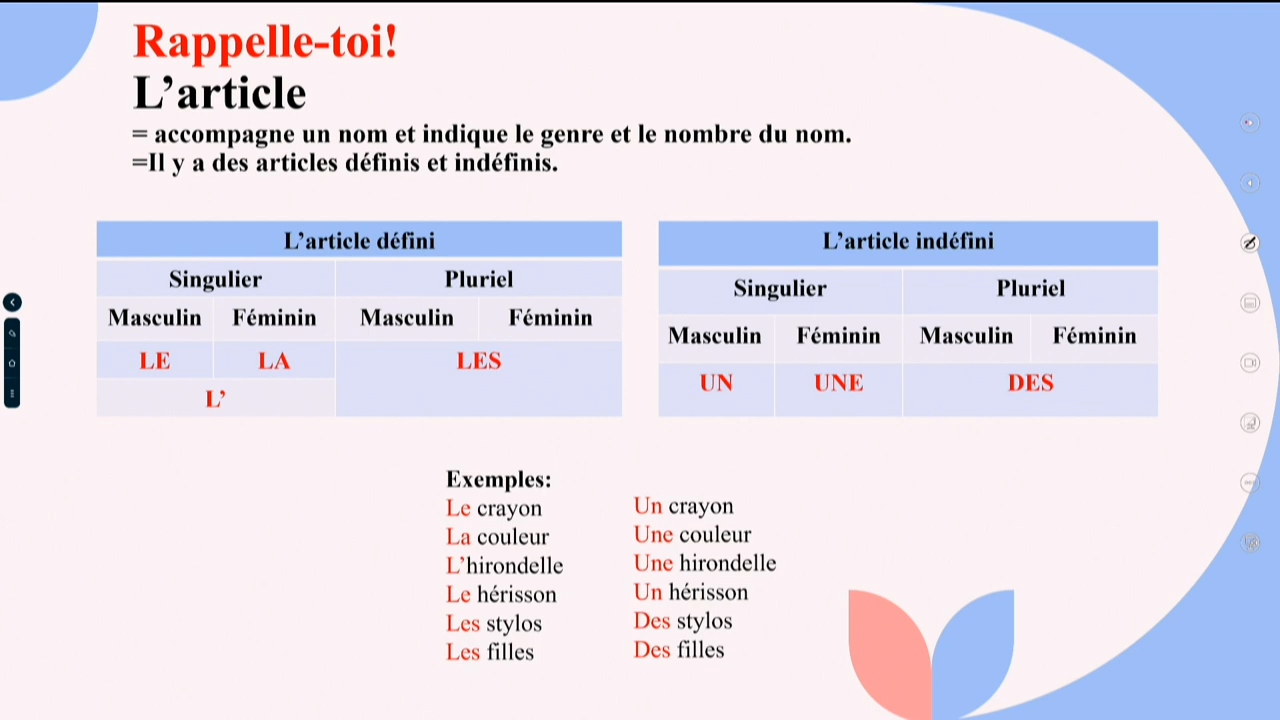 Rappelle-toi!
L’article
= accompagne un nom et indique le genre et le nombre du nom.
=Il y a des articles définis et indéfinis.
L’article défini
Singulier Pluriel
Masculin Féminin Masculin Féminin
LE LA LES
L’
L’article indéfini
Singulier Pluriel
Masculin Féminin Masculin Féminin
UN UNE DES
Exemples:
Le crayon
La couleur
L’hirondelle
Le hérisson
Les stylos
Les filles
Un crayon
Une couleur
Une hirondelle
Un hérisson
Des stylos
Des filles